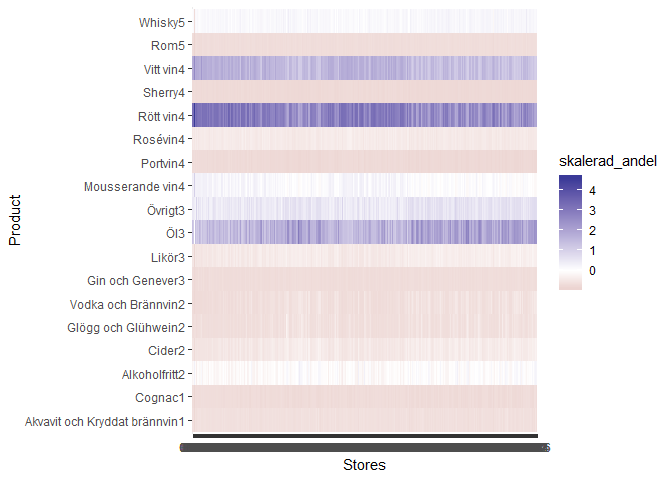 Product
Whisky5
Rom5
Vitt vin4
Sherry4
Rött vin4
Rosévin4
Portvin4
Mousserande vin4
Övrigt3
Öl3
Likör3
Gin och Genever3
Vodka och Brännvin2
Glögg och Glühwein2
Cider2
Alkoholfritt2
Cognac1
Akvavit och Kryddat brännvin1
Stores
skalerad_andel
4
3
2
1
0